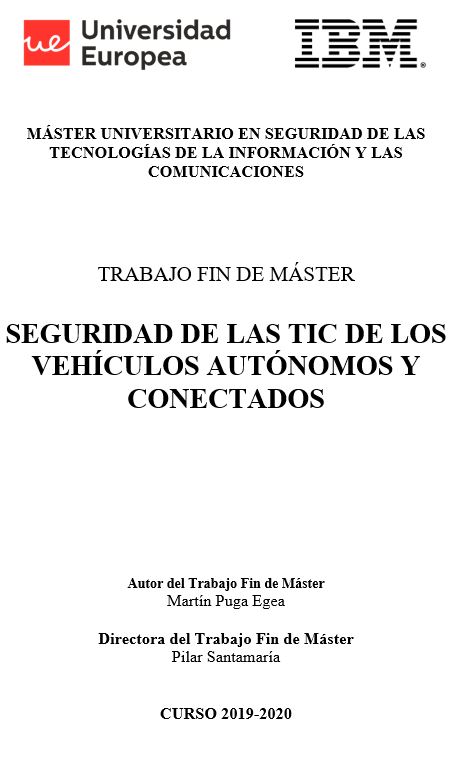 ue Universidad
Europea
IBM®
MÁSTER UNIVERSITARIO EN SEGURIDAD DE LAS
TECNOLOGÍAS DE LA INFORMACIÓN Y LAS
COMUNICACIONES
TRABAJO FIN DE MÁSTER
SEGURIDAD DE LAS TIC DE LOS
VEHÍCULOS AUTÓNOMOS Y
CONECTADOS
Autor del Trabajo Fin de Máster
Martín Puga Egea
Directora del Trabajo Fin de Máster
Pilar Santamaría
CURSO 2019-2020